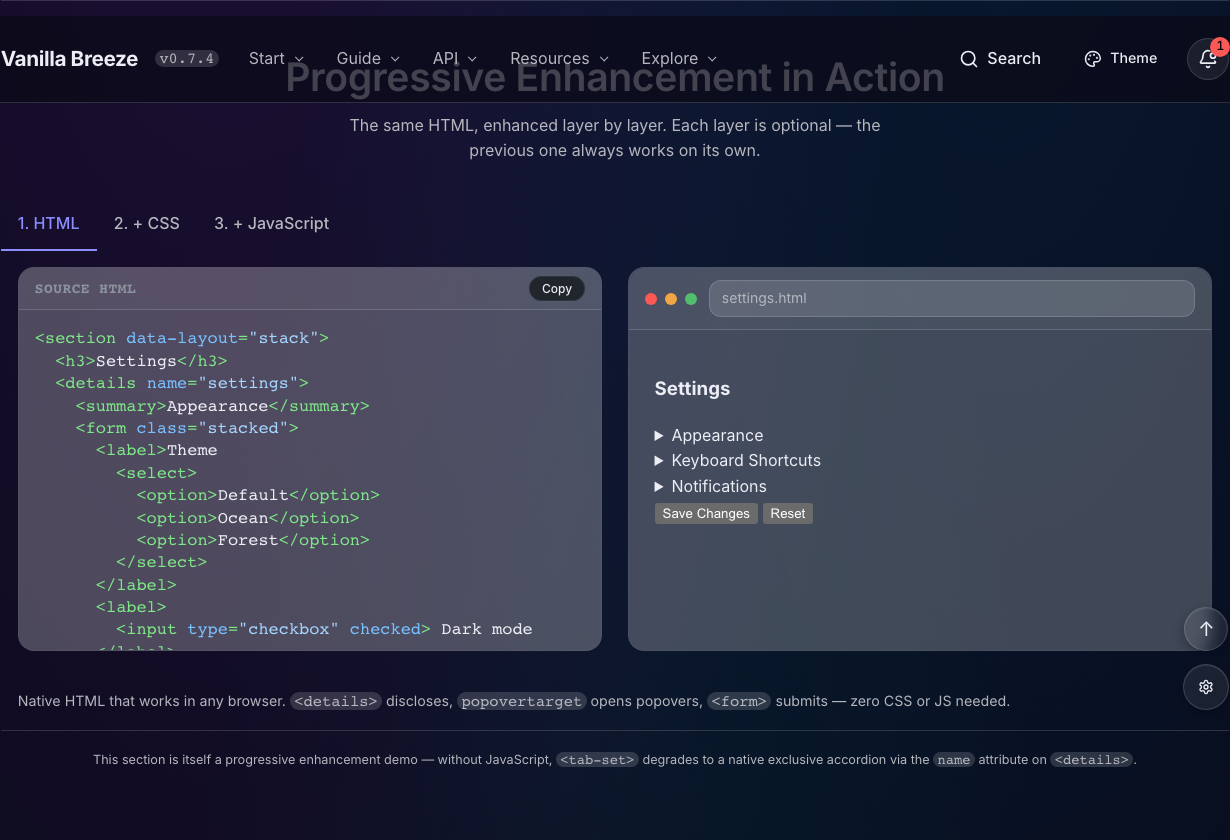 Vanilla Breeze v0.7.4 Start Guide API Resources Explore Search Theme 1
Progressive Enhancement in Action
The same HTML, enhanced layer by layer. Each layer is optional — the
previous one always works on its own.
1. HTML 2. + CSS 3. + JavaScript
SOURCE HTML Copy
<section data-layout="stack">
<h3>Settings</h3>
<details name="settings">
<summary>Appearance</summary>
<form class="stacked">
<label>Theme
<select>
<option>Default</option>
<option>Ocean</option>
<option>Forest</option>
</select>
</label>
<label>
<input type="checkbox" checked> Dark mode
</label>
settings.html
Settings
Appearance
Keyboard Shortcuts
Notifications
Save Changes Reset
Native HTML that works in any browser. <details> discloses, popovertarget opens popovers, <form> submits — zero CSS or JS needed.
This section is itself a progressive enhancement demo — without JavaScript, <tab-set> degrades to a native exclusive accordion via the name attribute on <details>.